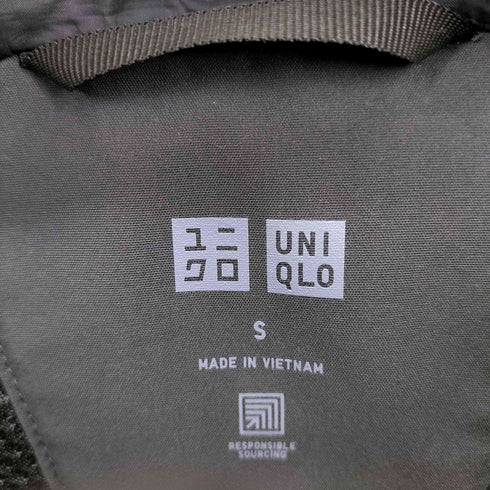 ユニ UNI
クロ QLO
S
MADE IN VIETNAM
RESPONSIBLE
SOURCING